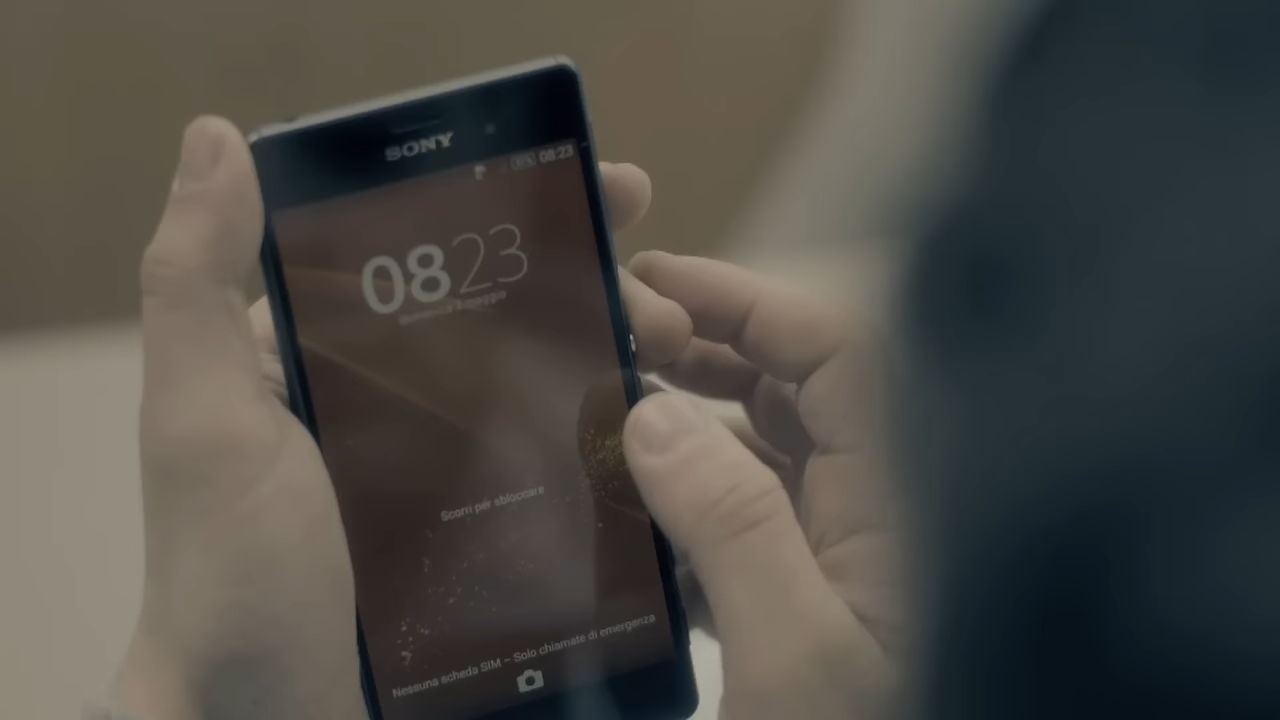 SONY
08:23
0823
Scorri per sbloccare
Nessuna scheda SIM – Solo chiamate di emergenza